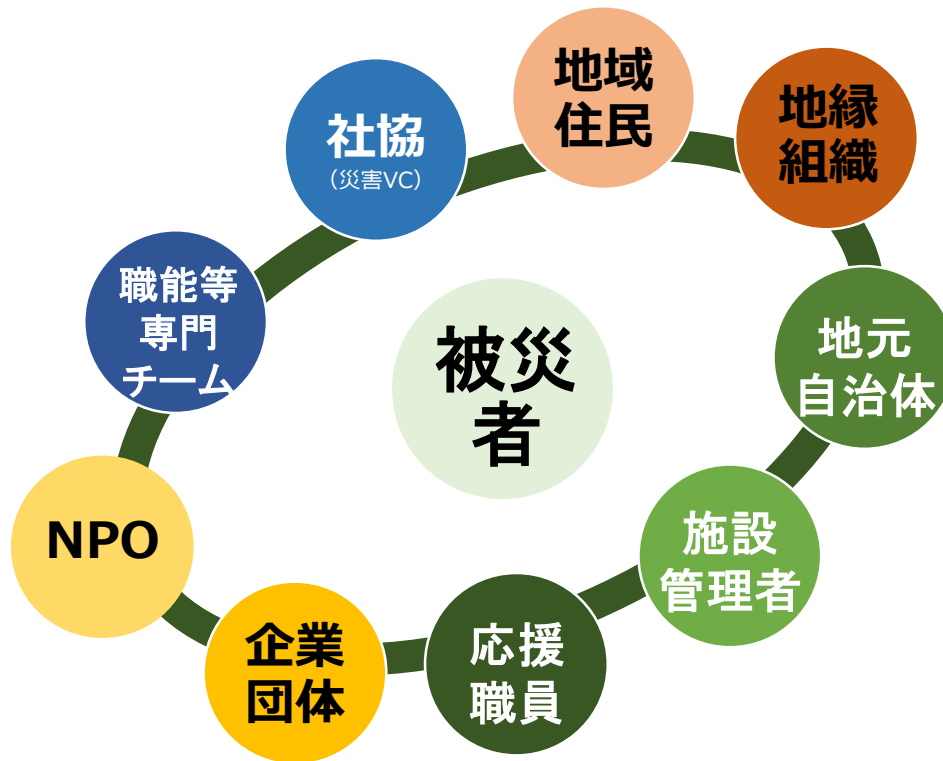 地域
住民
地縁
組織
社協
（災害VC）
職能等
専門
チーム
被災
者
地元
自治体
NPO
施設
管理者
企業
団体
応援
職員